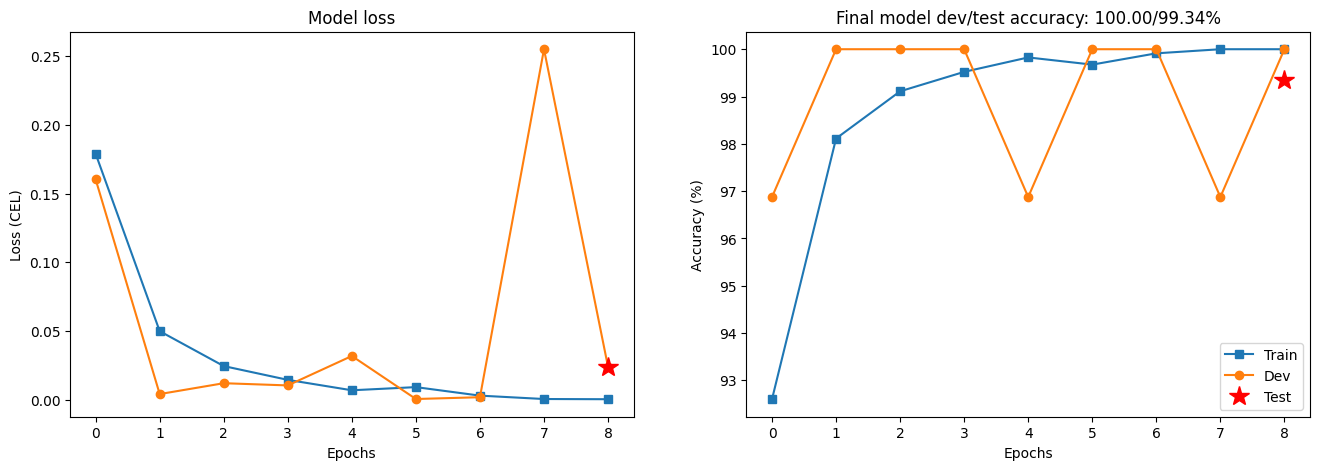 Model loss
Loss (CEL)
0.25
0.20
0.15
0.10
0.05
0.00
0 1 2 3 4 5 6 7 8
Epochs
Final model dev/test accuracy: 100.00/99.34%
Accuracy (%)
100
99
98
97
96
95
94
93
0 1 2 3 4 5 6 7 8
Epochs
Train
Dev
Test